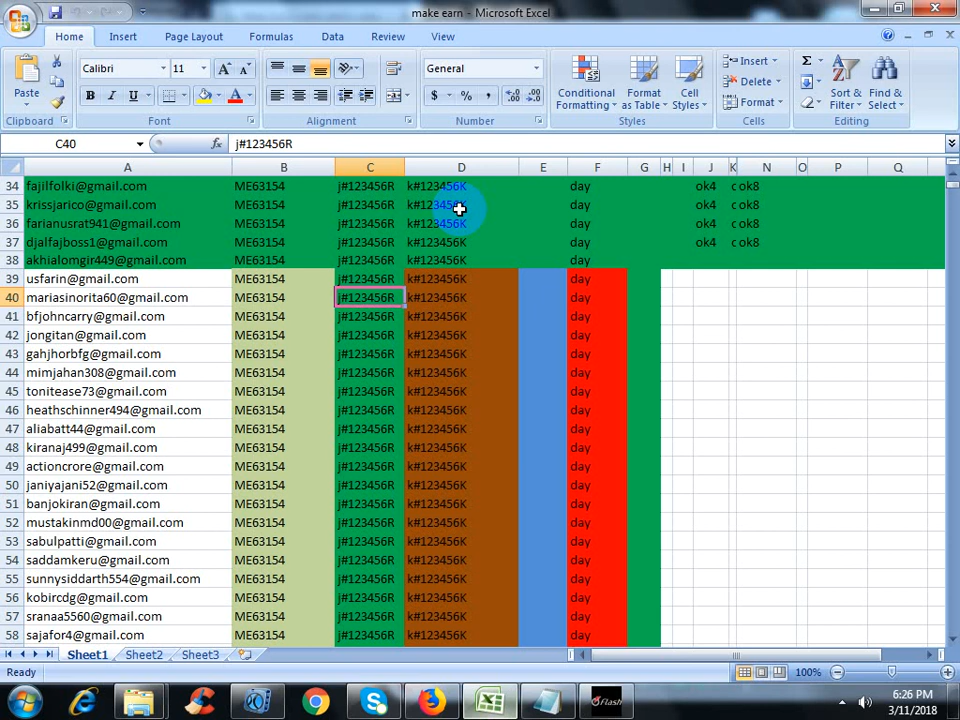 make earn - Microsoft Excel
Home Insert Page Layout Formulas Data Review View
Paste
Calibri 11
General
Conditional Formatting
Format as Table
Cell Styles
Insert
Delete
Format
Sort & Filter
Find & Select
Clipboard Font Alignment Number Styles Cells Editing
C40 fx j#123456R
A B C D E F G H I J K N O P Q
34 fajilfolki@gmail.com ME63154 j#123456R k#123456K day ok4 c ok8
35 krissjarico@gmail.com ME63154 j#123456R k#123456K day ok4 c ok8
36 farianusrat941@gmail.com ME63154 j#123456R k#123456K day ok4 c ok8
37 djalfajboss1@gmail.com ME63154 j#123456R k#123456K day ok4 c ok8
38 akhialomgir449@gmail.com ME63154 j#123456R k#123456K day
39 usfarin@gmail.com ME63154 j#123456R k#123456K day
40 mariasinorita60@gmail.com ME63154 j#123456R k#123456K day
41 bfjohncarry@gmail.com ME63154 j#123456R k#123456K day
42 jongitan@gmail.com ME63154 j#123456R k#123456K day
43 gahjhorbfg@gmail.com ME63154 j#123456R k#123456K day
44 mimjahan308@gmail.com ME63154 j#123456R k#123456K day
45 tonitease73@gmail.com ME63154 j#123456R k#123456K day
46 heathschinner494@gmail.com ME63154 j#123456R k#123456K day
47 aliabatt44@gmail.com ME63154 j#123456R k#123456K day
48 kiranaj499@gmail.com ME63154 j#123456R k#123456K day
49 actioncrore@gmail.com ME63154 j#123456R k#123456K day
50 janiyajani52@gmail.com ME63154 j#123456R k#123456K day
51 banjokiran@gmail.com ME63154 j#123456R k#123456K day
52 mustakinmd00@gmail.com ME63154 j#123456R k#123456K day
53 sabulpatti@gmail.com ME63154 j#123456R k#123456K day
54 saddamkeru@gmail.com ME63154 j#123456R k#123456K day
55 sunnysiddarth554@gmail.com ME63154 j#123456R k#123456K day
56 kobircdg@gmail.com ME63154 j#123456R k#123456K day
57 sranaa5560@gmail.com ME63154 j#123456R k#123456K day
58 sajafor4@gmail.com ME63154 j#123456R k#123456K day
Sheet1 Sheet2 Sheet3
Ready 100%
Flash
6:26 PM
3/11/2018